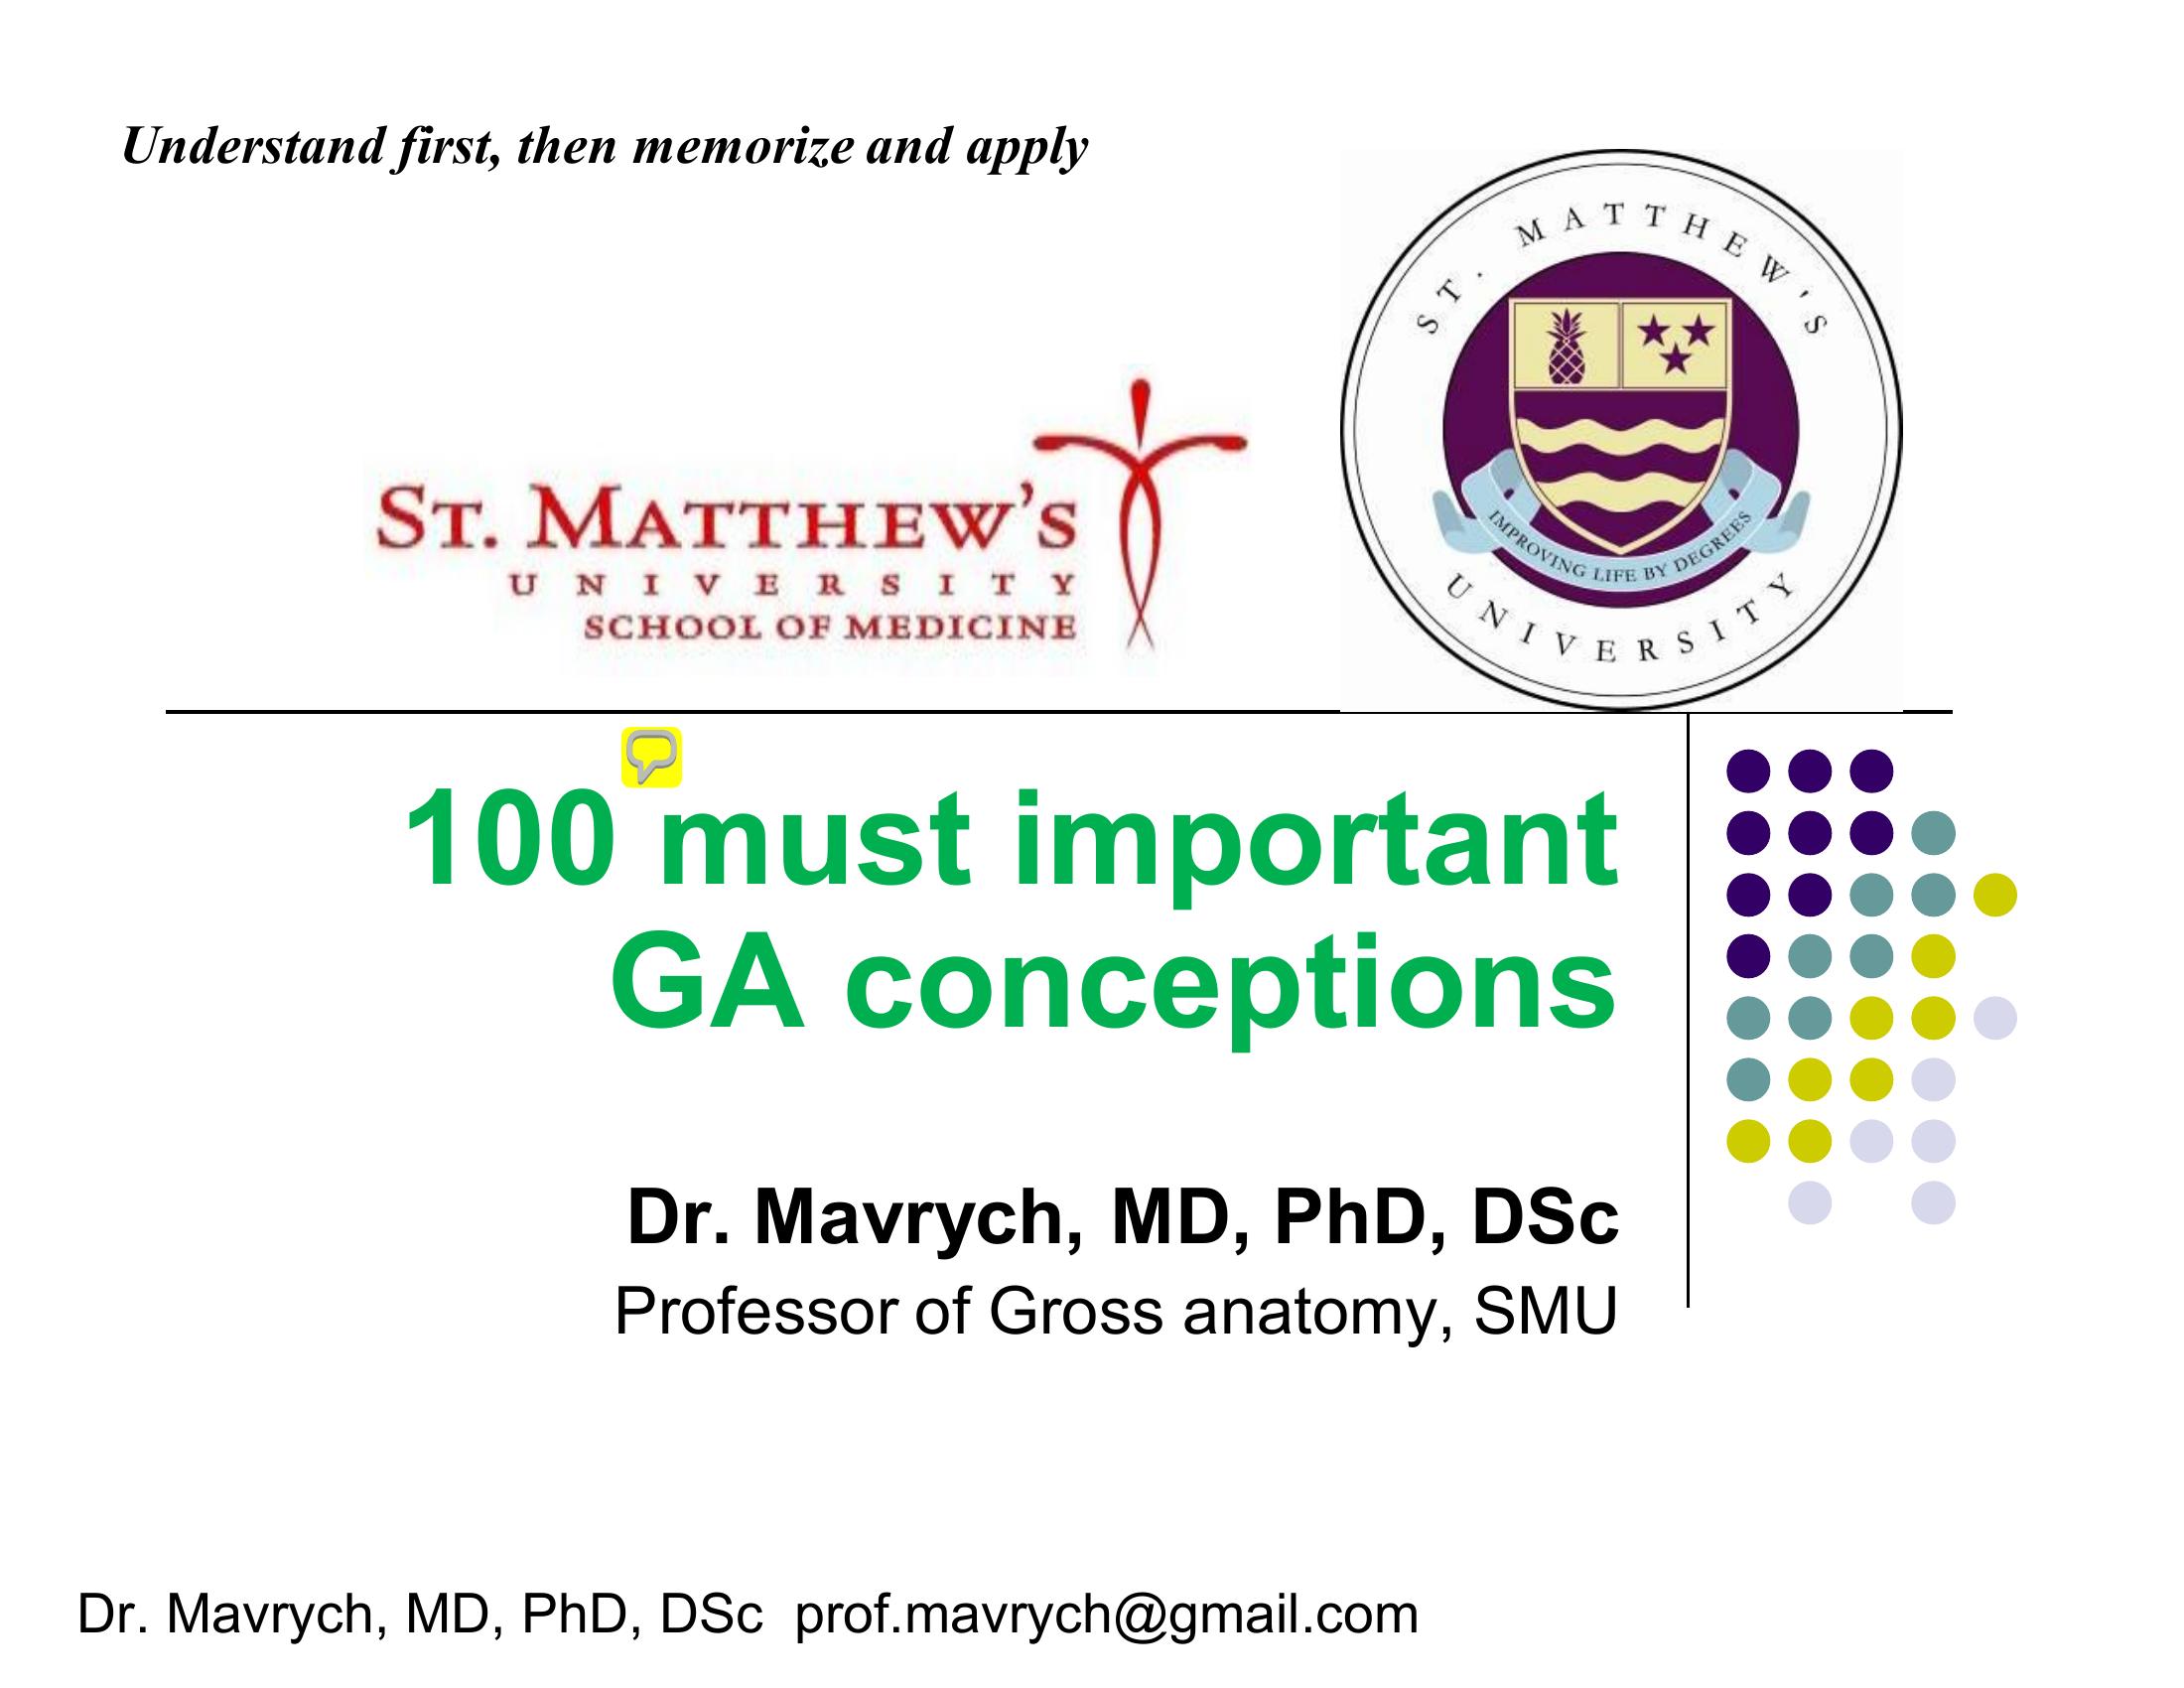 Understand first, then memorize and apply
ST. MATTHEW'S
UNIVERSITY
SCHOOL OF MEDICINE
ST. MATTHEW'S
IMPROVING LIFE BY DEGREES
UNIVERSITY
100 must important
GA conceptions
Dr. Mavrych, MD, PhD, DSc
Professor of Gross anatomy, SMU
Dr. Mavrych, MD, PhD, DSc prof.mavrych@gmail.com